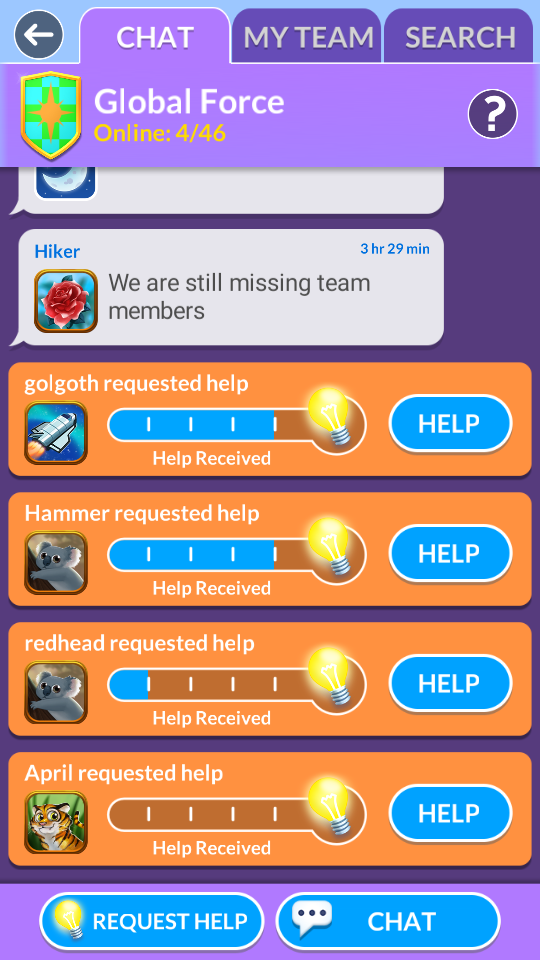 CHAT
MY TEAM
SEARCH
Global Force
Online: 4/46
?
Hiker
3 hr 29 min
We are still missing team
members
golgoth requested help
HELP
Help Received
Hammer requested help
HELP
Help Received
redhead requested help
HELP
Help Received
April requested help
HELP
Help Received
REQUEST HELP
CHAT